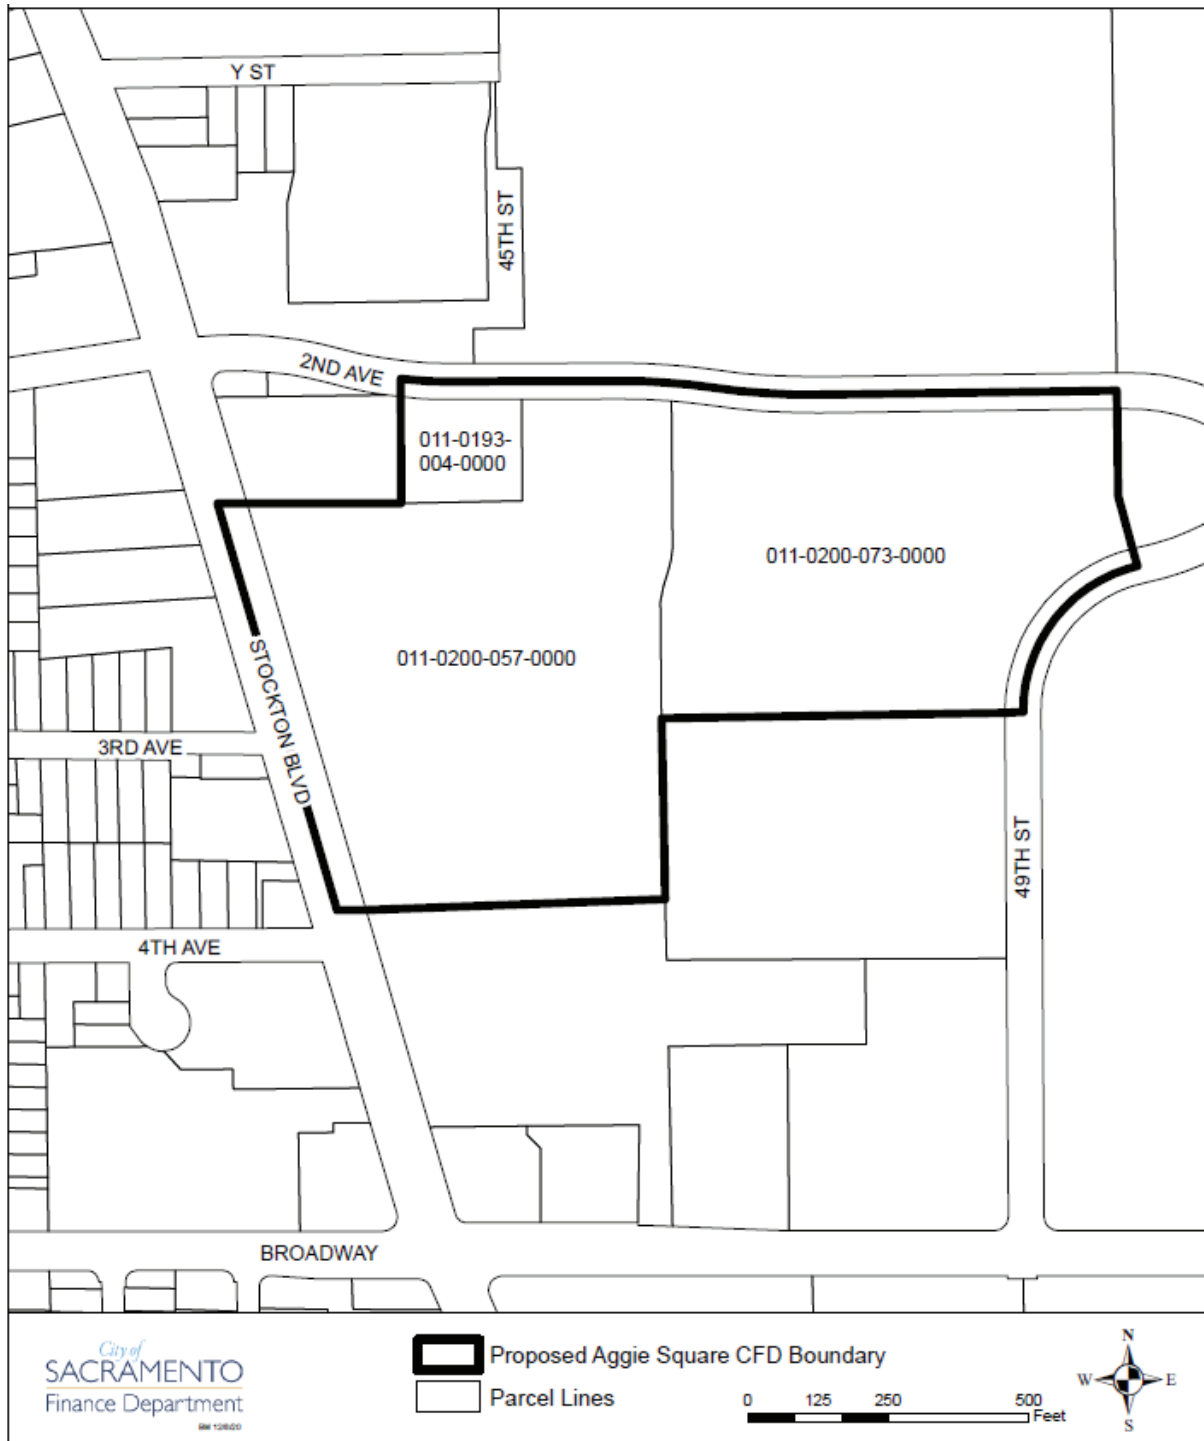 Y ST
45TH ST
2ND AVE
011-0193-
004-0000
011-0200-073-0000
011-0200-057-0000
STOCKTON BLVD
3RD AVE
49TH ST
4TH AVE
BROADWAY
City of
SACRAMENTO
Finance Department
Proposed Aggie Square CFD Boundary
Parcel Lines
0 125 250 500
Feet
N
W E
S